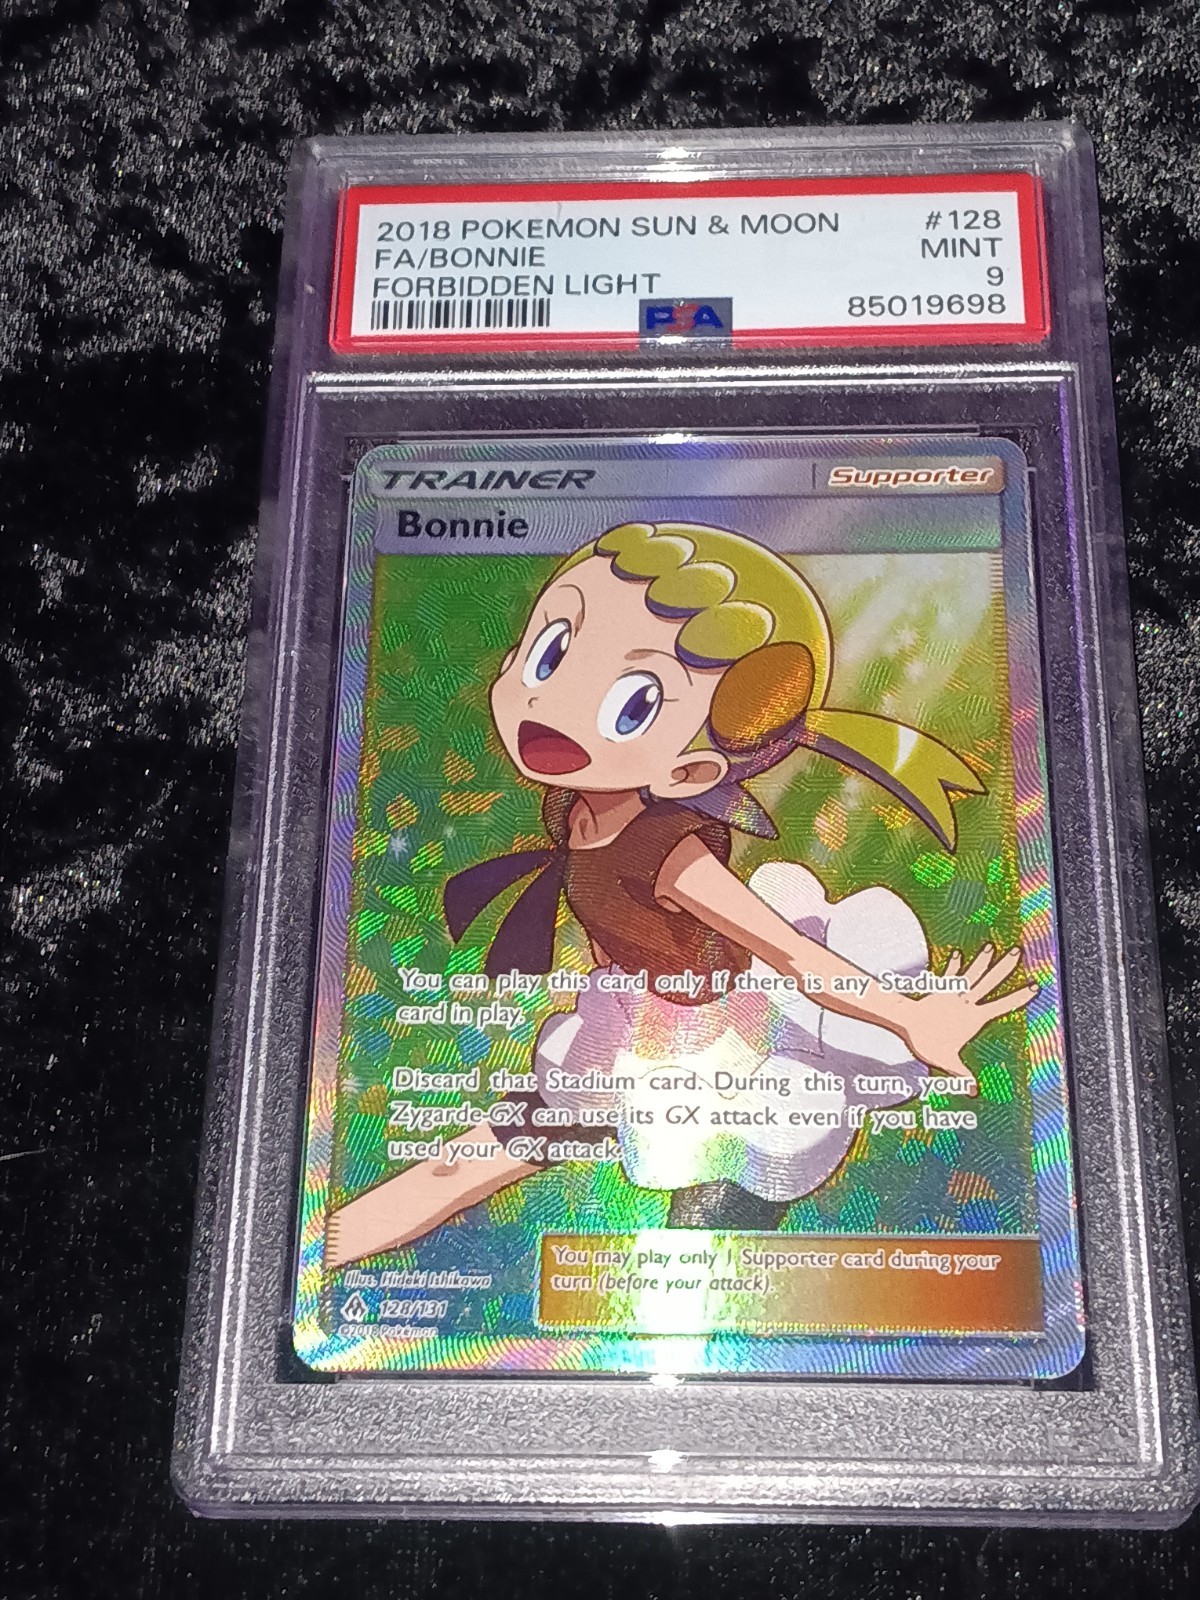 2018 POKEMON SUN & MOON #128
FA/BONNIE MINT
FORBIDDEN LIGHT 9
PSA 85019698
TRAINER Supporter
Bonnie
You can play this card only if there is any Stadium
card in play.
Discard that Stadium card. During this turn, your
Zygarde-GX can use its GX attack even if you have
used your GX attack.
You may play only 1 Supporter card during your
turn (before your attack).
Illus. Hideki Ishikawa
128/131
©2018 Pokémon